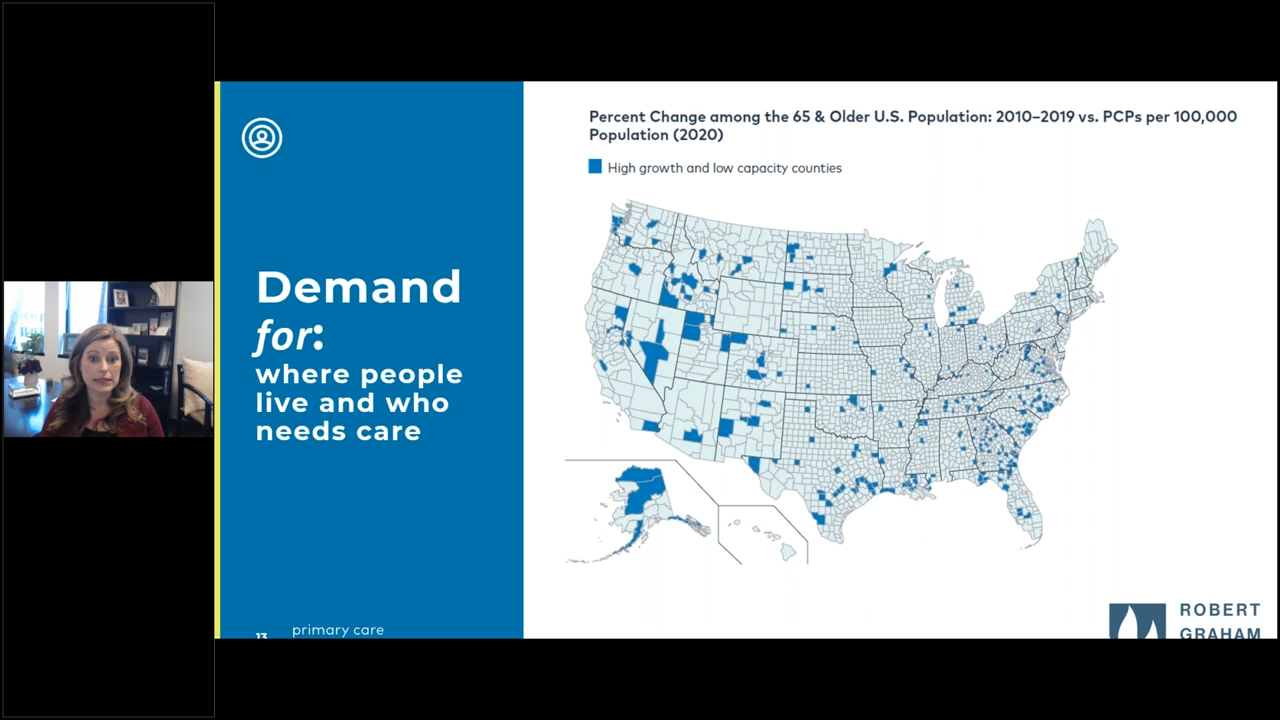 Demand
for:
where people
live and who
needs care
13
primary care
Percent Change among the 65 & Older U.S. Population: 2010–2019 vs. PCPs per 100,000
Population (2020)
High growth and low capacity counties
ROBERT
GRAHAM